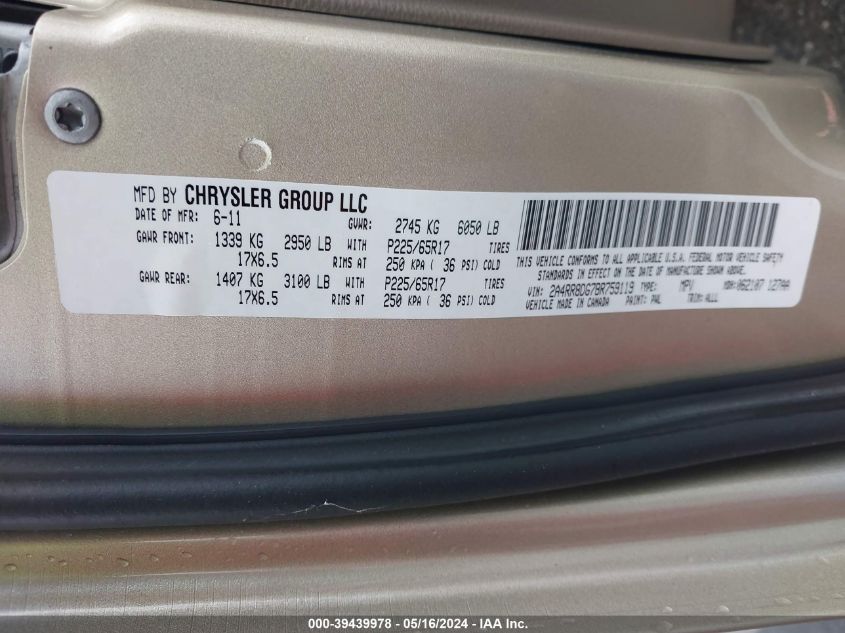 MFD BY CHRYSLER GROUP LLC
DATE OF MFR: 6-11 GVWR: 2745 KG 6050 LB
GAWR FRONT: 1339 KG 2950 LB WITH P225/65R17 TIRES
17X6.5 RIMS AT 250 KPA ( 36 PSI) COLD
GAWR REAR: 1407 KG 3100 LB WITH P225/65R17 TIRES
17X6.5 RIMS AT 250 KPA ( 36 PSI) COLD
THIS VEHICLE CONFORMS TO ALL APPLICABLE U.S.A. FEDERAL MOTOR VEHICLE SAFETY
STANDARDS IN EFFECT ON THE DATE OF MANUFACTURE SHOWN ABOVE.
VIN: 2A4RR8DG7BR759119 TYPE: MPV MDH: 062107 127AA
VEHICLE MADE IN CANADA PAINT: PAL TRIM: ALLL
000-39439978 - 05/16/2024 - IAA Inc.